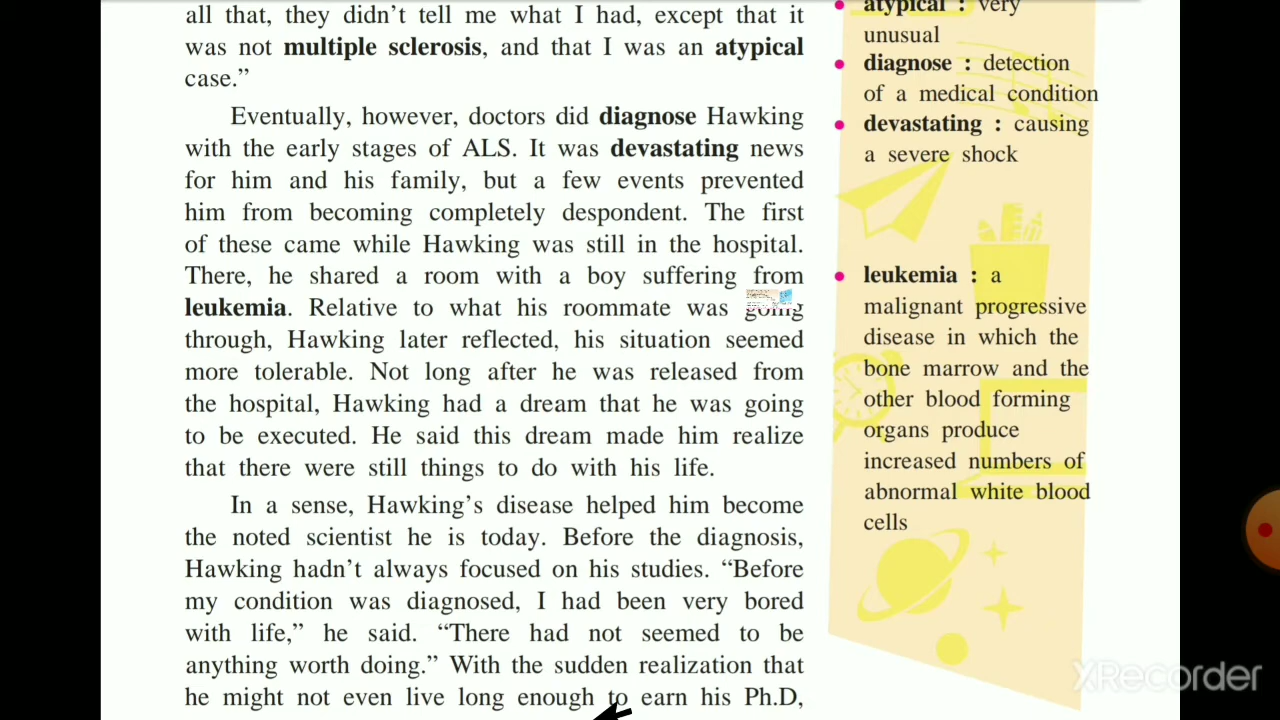 all that, they didn't tell me what I had, except that it
was not multiple sclerosis, and that I was an atypical
case.”
Eventually, however, doctors did diagnose Hawking
with the early stages of ALS. It was devastating news
for him and his family, but a few events prevented
him from becoming completely despondent. The first
of these came while Hawking was still in the hospital.
There, he shared a room with a boy suffering from
leukemia. Relative to what his roommate was going
through, Hawking later reflected, his situation seemed
more tolerable. Not long after he was released from
the hospital, Hawking had a dream that he was going
to be executed. He said this dream made him realize
that there were still things to do with his life.
In a sense, Hawking's disease helped him become
the noted scientist he is today. Before the diagnosis,
Hawking hadn't always focused on his studies. “Before
my condition was diagnosed, I had been very bored
with life,” he said. “There had not seemed to be
anything worth doing.” With the sudden realization that
he might not even live long enough to earn his Ph.D,
atypical : very
unusual
diagnose : detection
of a medical condition
devastating : causing
a severe shock
leukemia : a
malignant progressive
disease in which the
bone marrow and the
other blood forming
organs produce
increased numbers of
abnormal white blood
cells
XRecorder